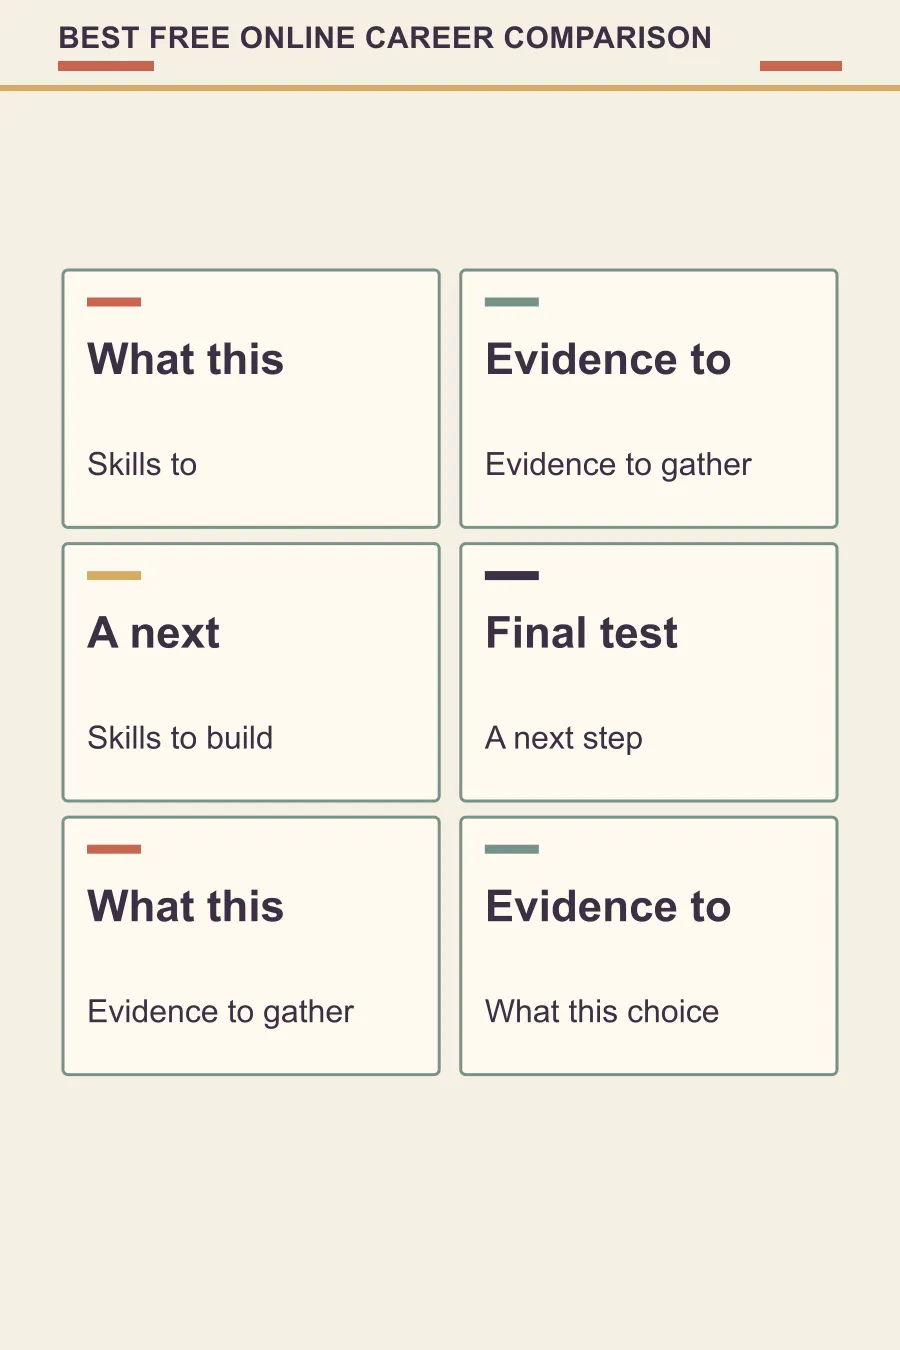 BEST FREE ONLINE CAREER COMPARISON
What this
Skills to
Evidence to
Evidence to gather
A next
Skills to build
Final test
A next step
What this
Evidence to gather
Evidence to
What this choice